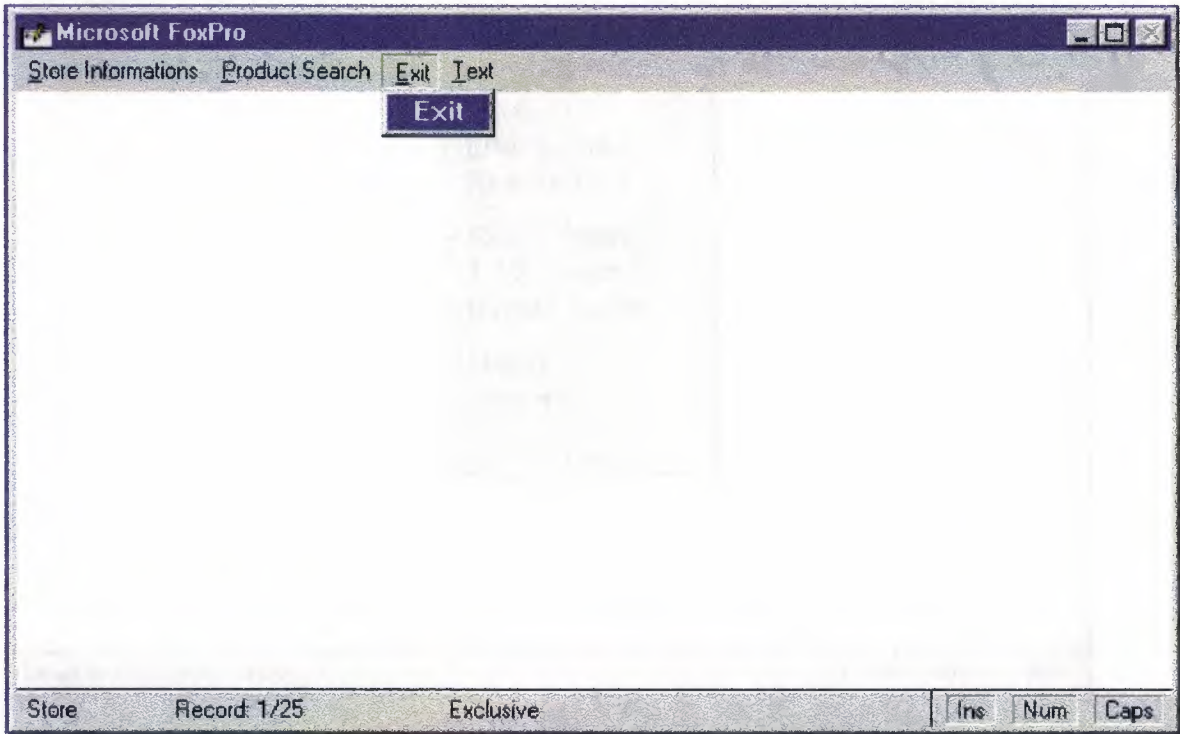 Microsoft FoxPro
Store Informations Product Search Exit Text
Exit
Store Record: 1/25 Exclusive Ins Num Caps